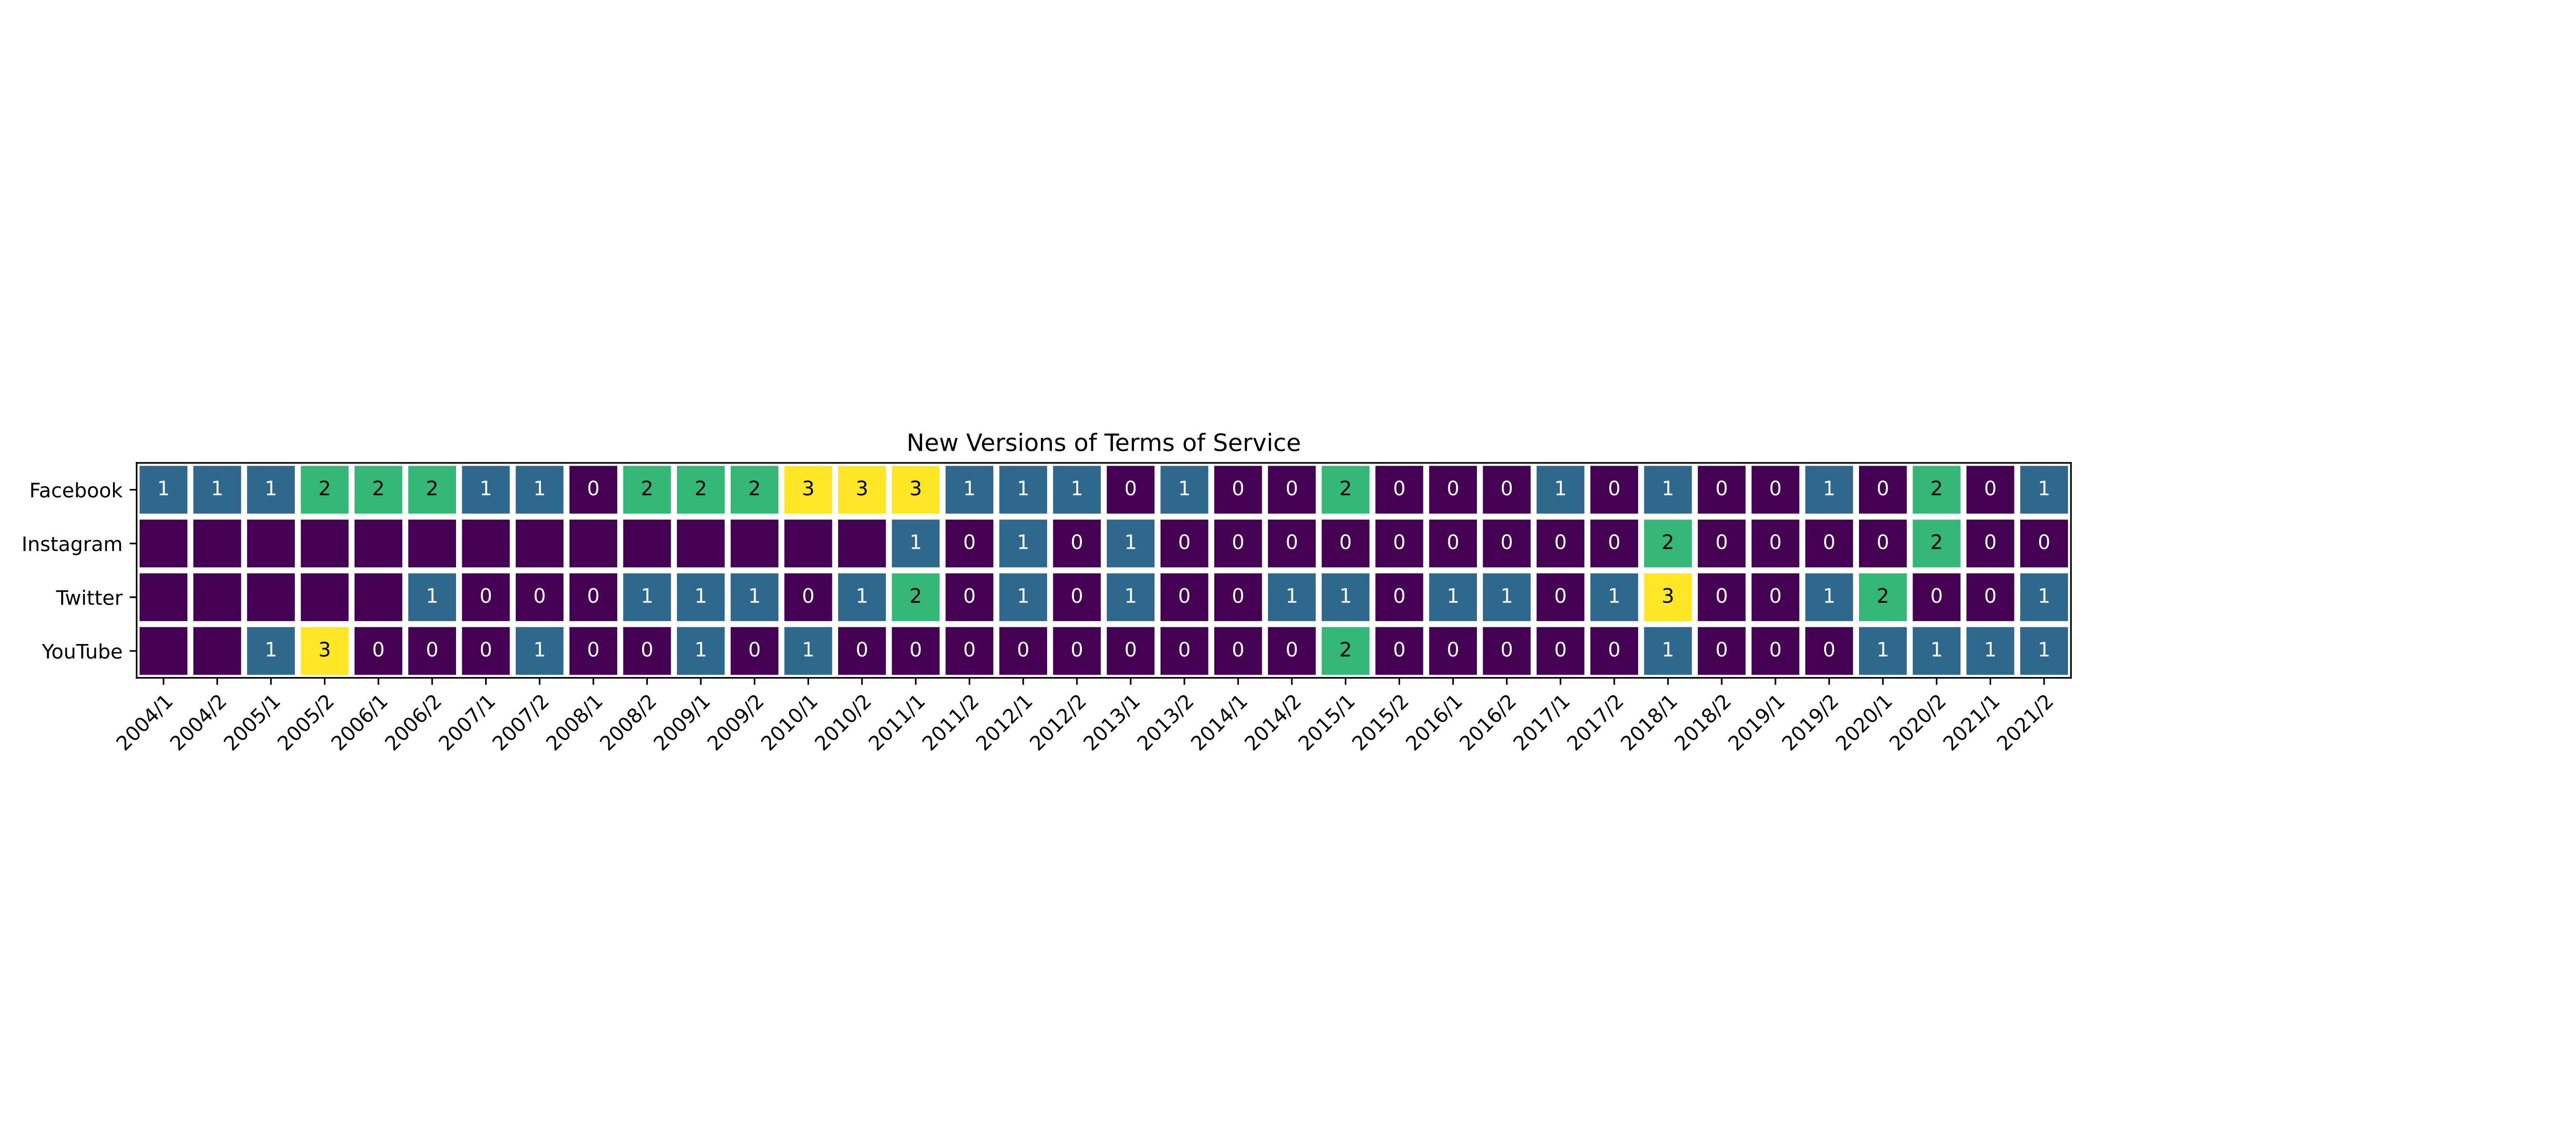 New Versions of Terms of Service
Facebook 1 1 1 2 2 2 1 1 0 2 2 2 3 3 3 1 1 1 0 1 0 0 2 0 0 0 1 0 1 0 0 1 0 2 0 1
Instagram 1 0 1 0 1 0 0 0 0 0 0 0 0 0 2 0 0 0 0 2 0 0
Twitter 1 0 0 0 1 1 1 0 1 2 0 1 0 1 0 0 1 1 0 1 1 0 1 3 0 0 1 2 0 0 1
YouTube 1 3 0 0 0 1 0 0 1 0 1 0 0 0 0 0 0 0 0 0 2 0 0 0 0 0 1 0 0 0 1 1 1 1
2004/1 2004/2 2005/1 2005/2 2006/1 2006/2 2007/1 2007/2 2008/1 2008/2 2009/1 2009/2 2010/1 2010/2 2011/1 2011/2 2012/1 2012/2 2013/1 2013/2 2014/1 2014/2 2015/1 2015/2 2016/1 2016/2 2017/1 2017/2 2018/1 2018/2 2019/1 2019/2 2020/1 2020/2 2021/1 2021/2